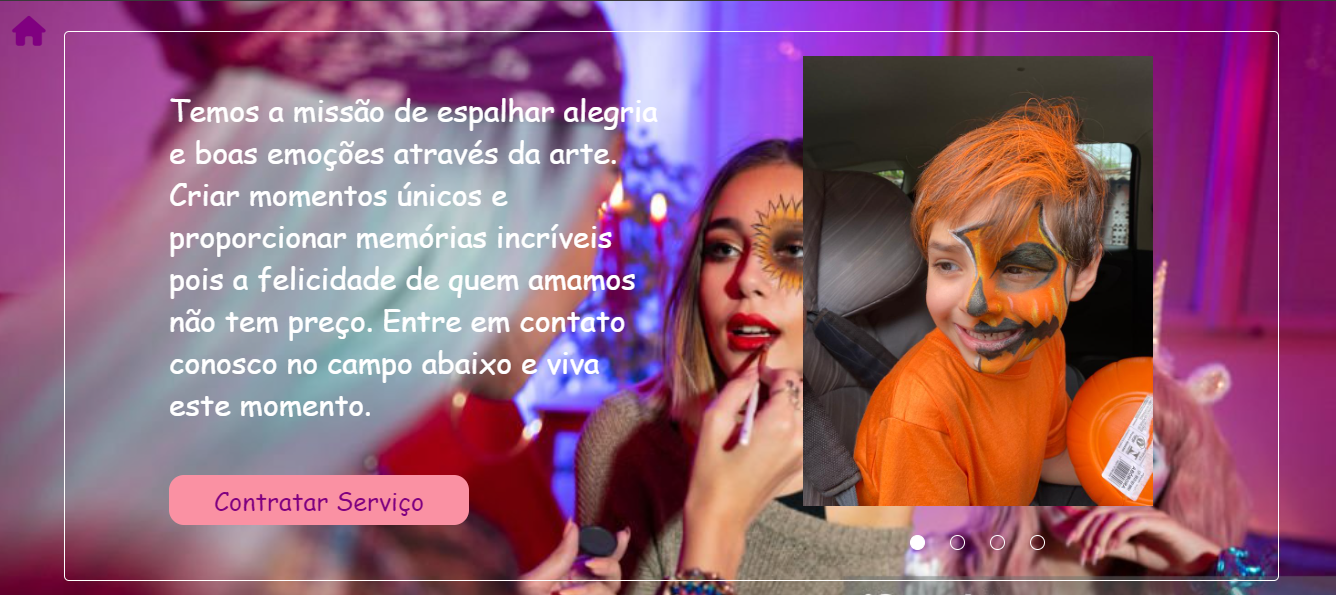 Temos a missão de espalhar alegria
e boas emoções através da arte.
Criar momentos únicos e
proporcionar memórias incríveis
pois a felicidade de quem amamos
não tem preço. Entre em contato
conosco no campo abaixo e viva
este momento.
Contratar Serviço